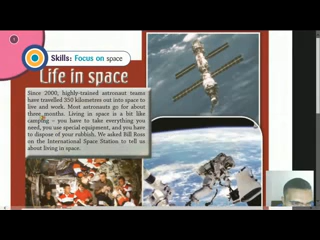 Skills: Focus on space
Life in space
Since 2000, highly-trained astronaut teams
have travelled 350 kilometres out into space to
live and work. Most astronauts go for about
three months. Living in space is a bit like
camping – you have to take everything you
need, you use special equipment, and you have
to dispose of your rubbish. We asked Bill Ross
on the International Space Station to tell us
about living in space.